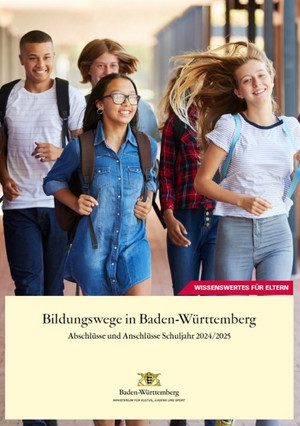 WISSENSWERTES FÜR ELTERN
Bildungswege in Baden-Württemberg
Abschlüsse und Anschlüsse Schuljahr 2024/2025
Baden-Württemberg
MINISTERIUM FÜR KULTUS, JUGEND UND SPORT